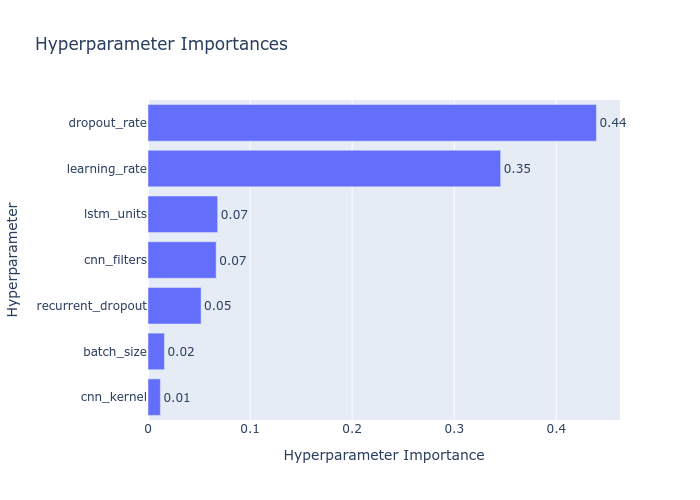 Hyperparameter Importances
Hyperparameter
dropout_rate 0.44
learning_rate 0.35
lstm_units 0.07
cnn_filters 0.07
recurrent_dropout 0.05
batch_size 0.02
cnn_kernel 0.01
0 0.1 0.2 0.3 0.4
Hyperparameter Importance